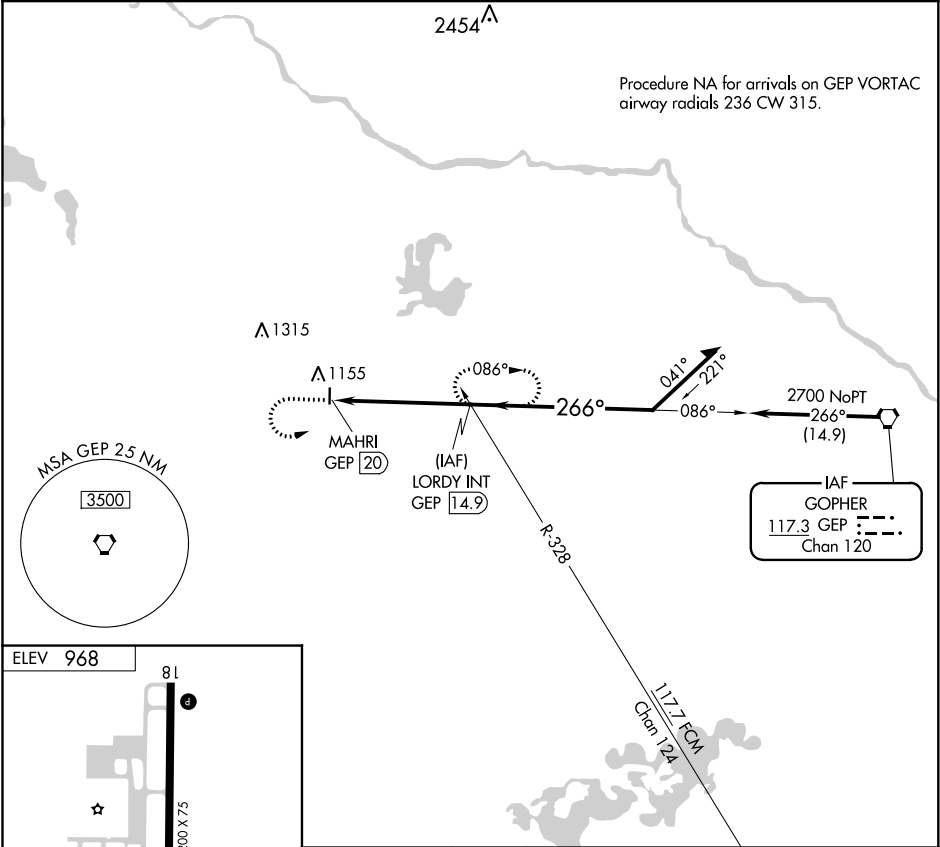 2454
Procedure NA for arrivals on GEP VORTAC
airway radials 236 CW 315.
1315
1155
086°
041°
221°
266°
086°
2700 NoPT
266°
(14.9)
MAHRI
GEP 20
(IAF)
LORDY INT
GEP 14.9
IAF
GOPHER
117.3 GEP
Chan 120
MSA GEP 25 NM
3500
R-328
117.7 FCM
Chan 124
ELEV 968
18
P
00 X 75